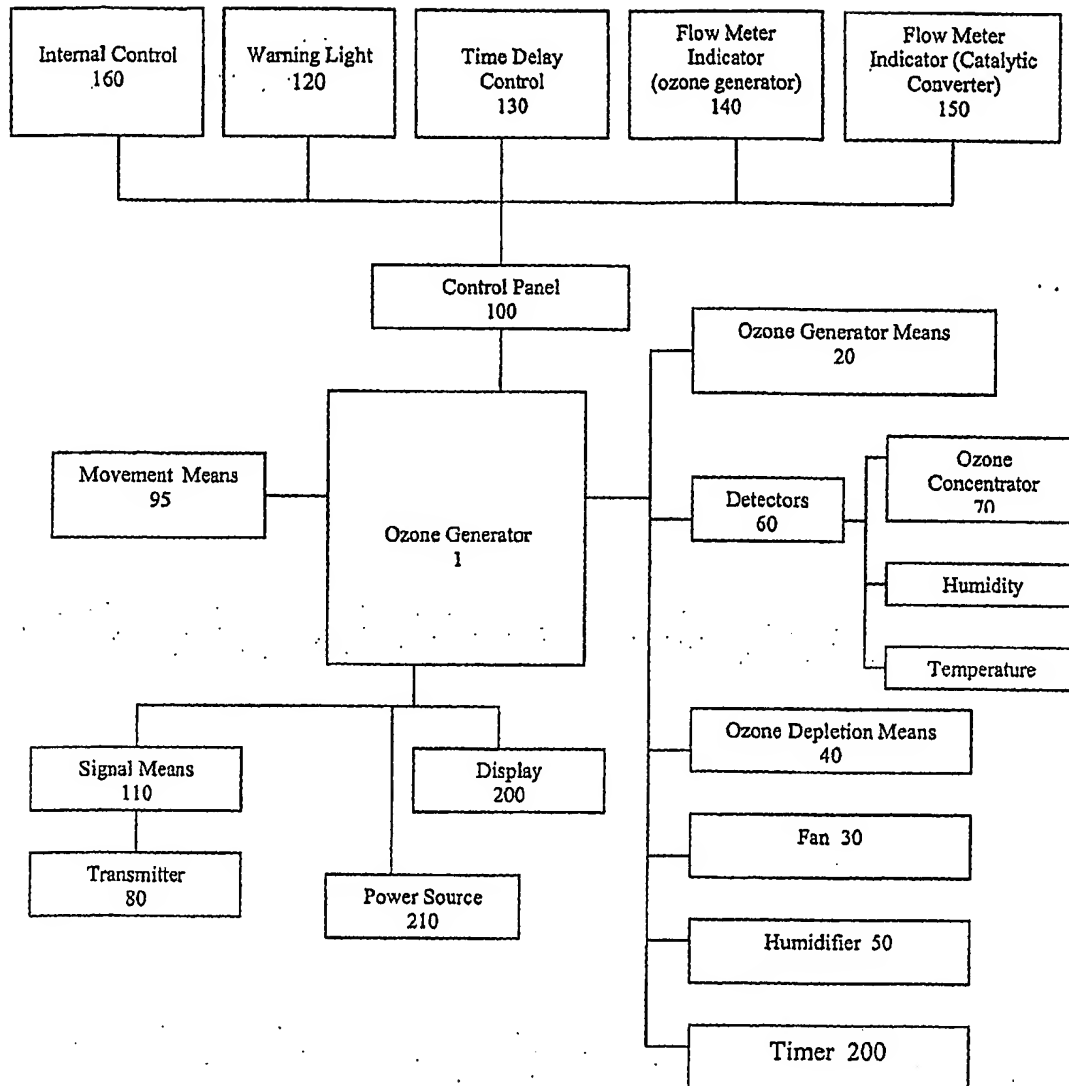 Internal Control
160
Warning Light
120
Time Delay
Control
130
Flow Meter
Indicator
(ozone generator)
140
Flow Meter
Indicator (Catalytic
Converter)
150
Control Panel
100
Ozone Generator Means
20
Movement Means
95
Ozone Generator
1
Detectors
60
Ozone
Concentrator
70
Humidity
Temperature
Ozone Depletion Means
40
Signal Means
110
Display
200
Fan 30
Transmitter
80
Power Source
210
Humidifier 50
Timer 200